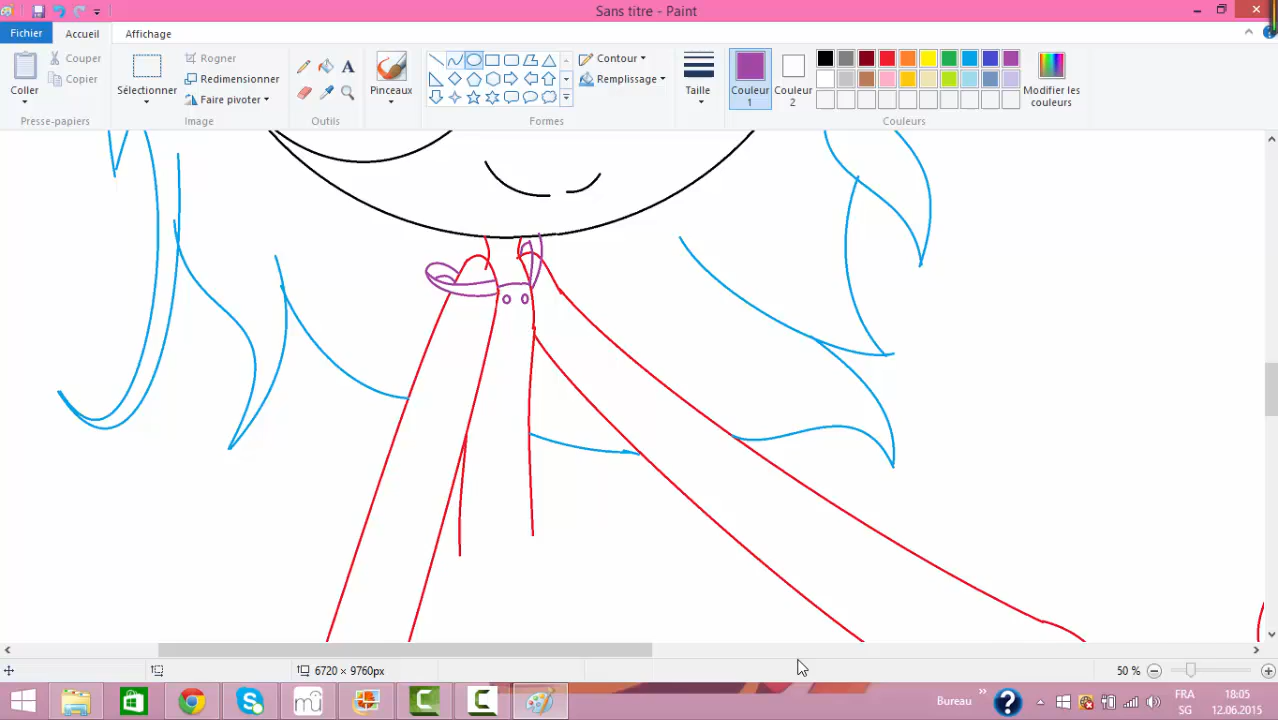 Sans titre - Paint
Fichier Accueil Affichage
Coller
Couper
Copier
Presse-papiers
Sélectionner
Rogner
Redimensionner
Faire pivoter
Image
A
Outils
Pinceaux
Formes
Contour
Remplissage
Taille
Couleur 1
Couleur 2
Modifier les couleurs
Couleurs
6720 × 9760px
50 %
Bureau
FRA
SG
18:05
12.06.2015